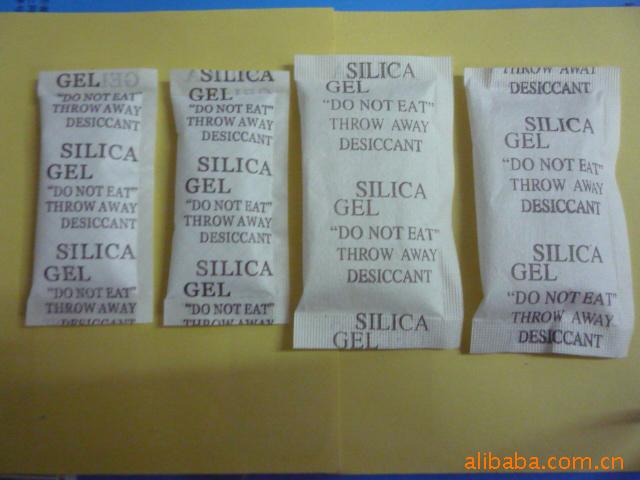 GEL
"DO NOT EAT"
THROW AWAY
DESICCANT
SILICA
GEL
"DO NOT EAT"
THROW AWAY
DESICCANT
SILICA
GEL
"DO NOT EAT"
THROW AWAY
DESICCANT
SILICA
GEL
"DO NOT EAT"
THROW AWAY
DESICCANT
SILICA
GEL
"DO NOT EAT"
THROW AWAY
DESICCANT
SILICA
GEL
"DO NOT EAT"
THROW AWAY
SILICA
GEL
"DO NOT EAT"
THROW AWAY
DESICCANT
SILICA
GEL
"DO NOT EAT"
THROW AWAY
DESICCANT
SILICA
GEL
THROW AWAY
DESICCANT
SILICA
GEL
"DO NOT EAT"
THROW AWAY
DESICCANT
SILICA
GEL
"DO NOT EAT"
THROW AWAY
DESICCANT
alibaba.com.cn